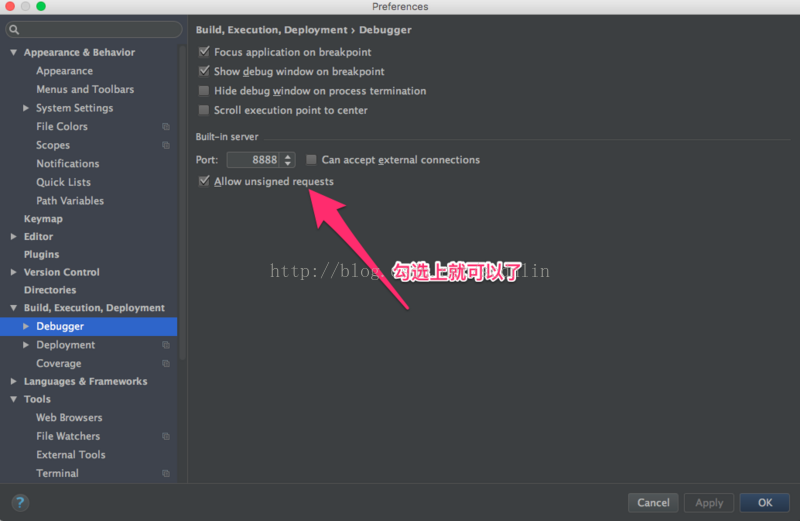 Preferences
Appearance & Behavior
Appearance
Menus and Toolbars
System Settings
File Colors
Scopes
Notifications
Quick Lists
Path Variables
Keymap
Editor
Plugins
Version Control
Directories
Build, Execution, Deployment
Debugger
Deployment
Coverage
Languages & Frameworks
Tools
Web Browsers
File Watchers
External Tools
Terminal
Build, Execution, Deployment › Debugger
Focus application on breakpoint
Show debug window on breakpoint
Hide debug window on process termination
Scroll execution point to center
Built-in server
Port: 8888 Can accept external connections
Allow unsigned requests
http://blog.
勾选上就可以了
?
Cancel Apply OK